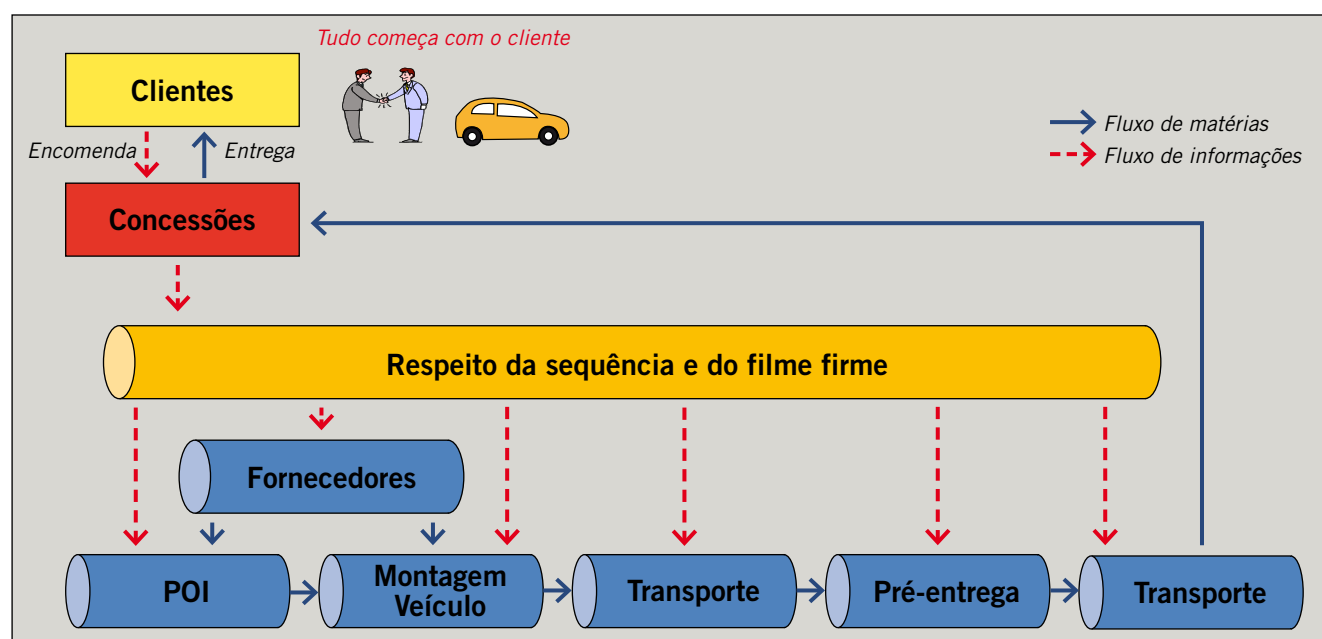 Tudo começa com o cliente
Clientes
Fluxo de matérias
Encomenda
Entrega
Fluxo de informações
Concessões
Respeito da sequência e do filme firme
Fornecedores
POI
Montagem
Veículo
Transporte
Pré-entrega
Transporte